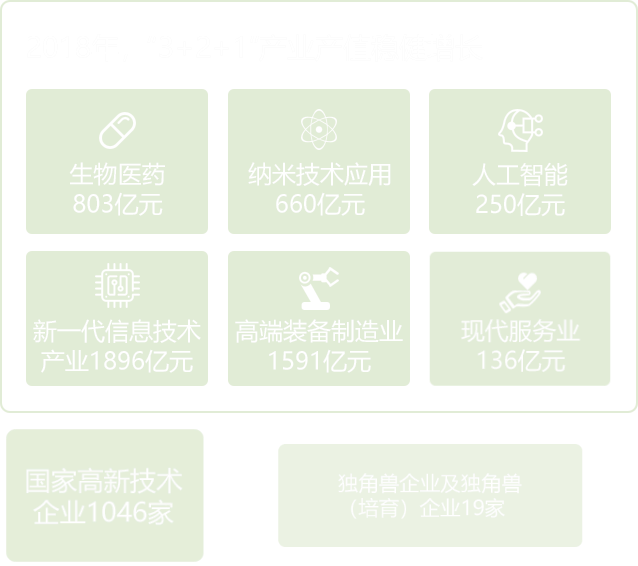 生物医药
803亿元
纳米技术应用
660亿元
人工智能
250亿元
新一代信息技术
产业1896亿元
高端装备制造业
1591亿元
现代服务业
136亿元
国家高新技术
企业1046家
独角兽企业及独角兽
（培育）企业19家